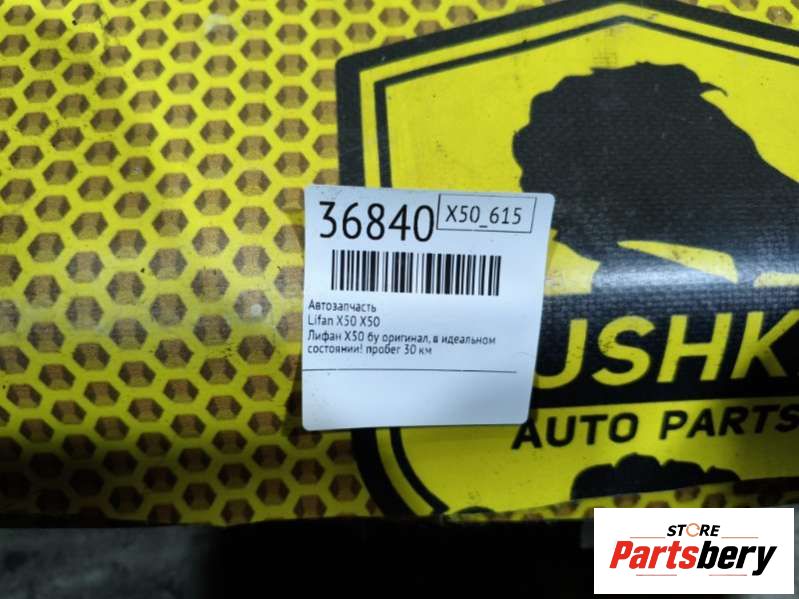 36840
X50_615
Автозапчасть
Lifan X50 X50
Лифан Х50 бу оригинал, в идеальном
состоянии! пробег 30 км
USHK
AUTO PARTS
STORE
Partsbery